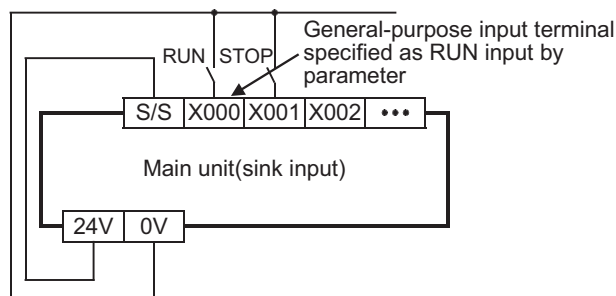 General-purpose input terminal
specified as RUN input by
parameter
RUN STOP
S/S X000 X001 X002 •••
Main unit(sink input)
24V 0V